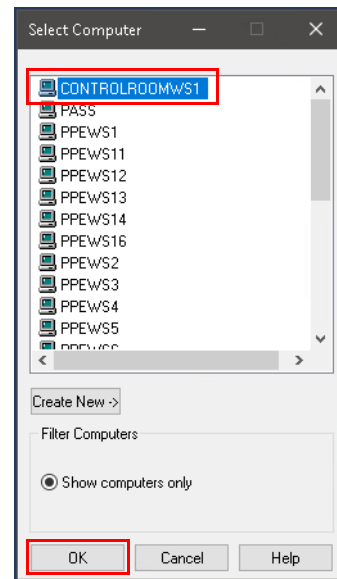 Select Computer
CONTROLROOMWS1
PASS
PPEWS1
PPEWS11
PPEWS12
PPEWS13
PPEWS14
PPEWS16
PPEWS2
PPEWS3
PPEWS4
PPEWS5
Create New ->
Filter Computers
Show computers only
OK Cancel Help